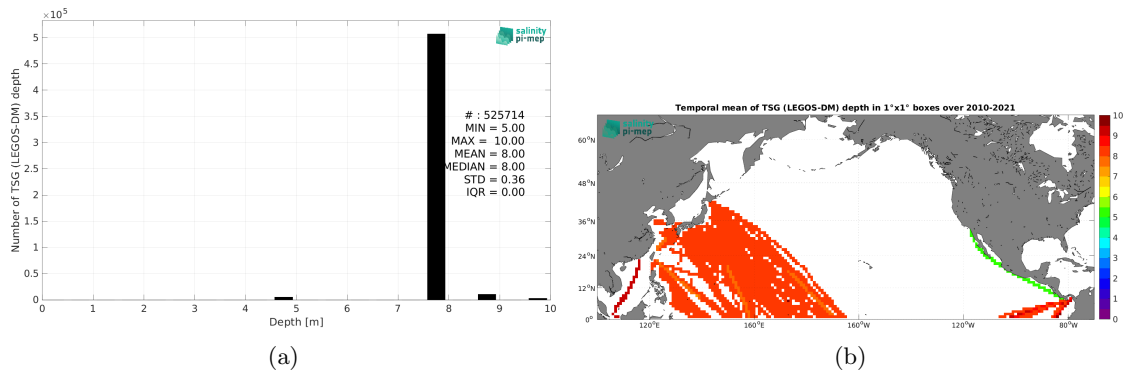 ×10⁵
5
4.5
4
3.5
3
2.5
2
1.5
1
0.5
0
Number of TSG (LEGOS-DM) depth
salinity
pi-mep
# : 525714
MIN = 5.00
MAX = 10.00
MEAN = 8.00
MEDIAN = 8.00
STD = 0.36
IQR = 0.00
0 1 2 3 4 5 6 7 8 9 10
Depth [m]
(a)
Temporal mean of TSG (LEGOS-DM) depth in 1°x1° boxes over 2010-2021
salinity
pi-mep
60°N
48°N
36°N
24°N
12°N
0°
120°E 160°E 160°W 120°W 80°W
10
9
8
7
6
5
4
3
2
1
0
(b)